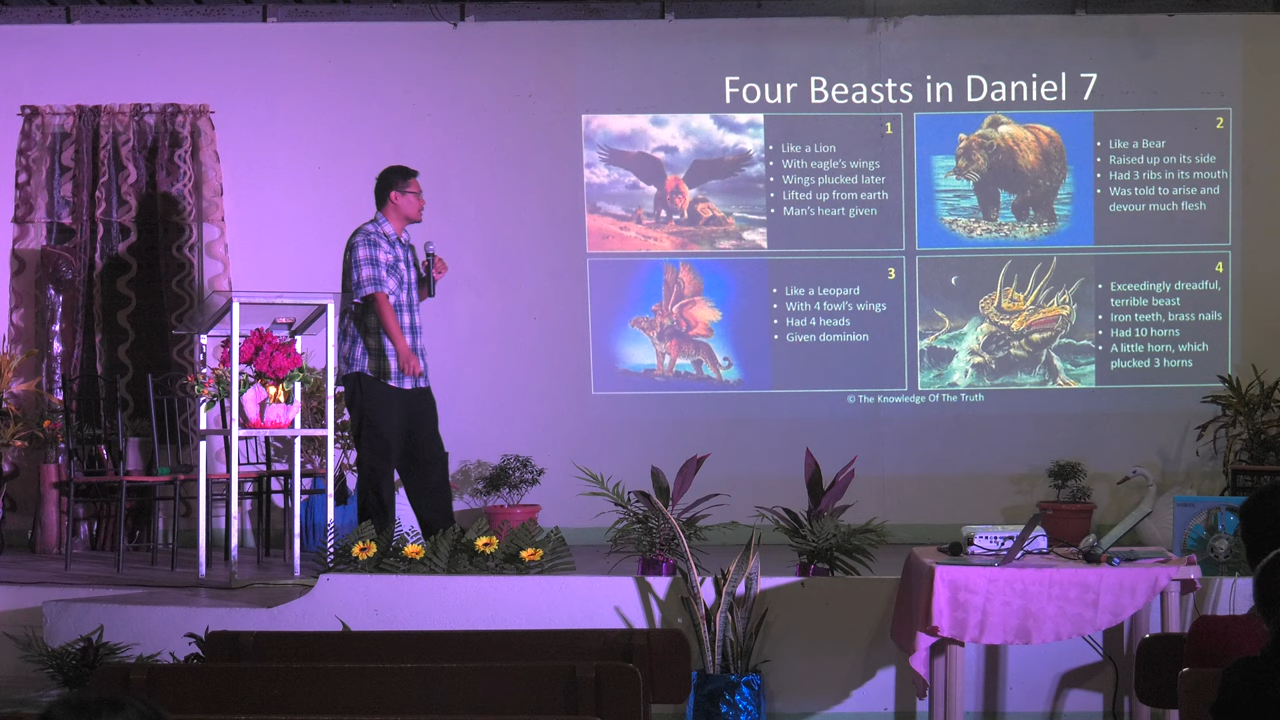 Four Beasts in Daniel 7
1
• Like a Lion
• With eagle's wings
• Wings plucked later
• Lifted up from earth
• Man's heart given
2
• Like a Bear
• Raised up on its side
• Had 3 ribs in its mouth
• Was told to arise and
devour much flesh
3
• Like a Leopard
• With 4 fowl's wings
• Had 4 heads
• Given dominion
4
• Exceedingly dreadful,
terrible beast
• Iron teeth, brass nails
• Had 10 horns
• A little horn, which
plucked 3 horns
© The Knowledge Of The Truth